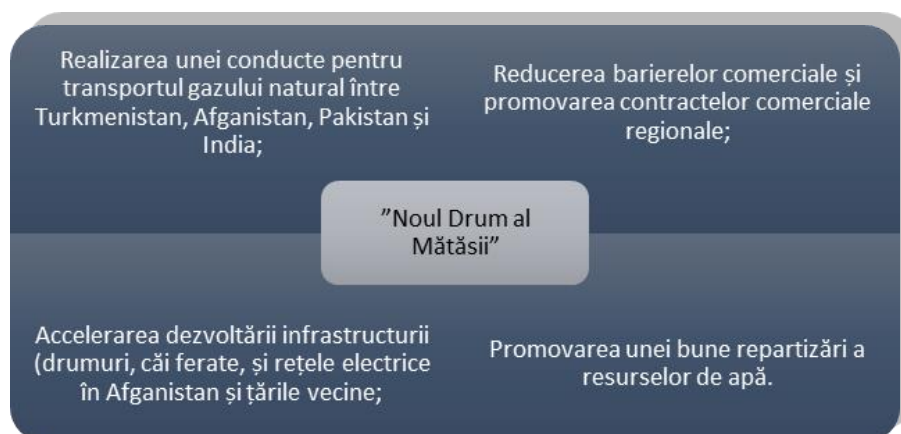 Realizarea unei conducte pentru
transportul gazului natural între
Turkmenistan, Afganistan, Pakistan și
India;
Reducerea barierelor comerciale și
promovarea contractelor comerciale
regionale;
”Noul Drum al
Mătăsii”
Accelerarea dezvoltării infrastructurii
(drumuri, căi ferate, și rețele electrice
în Afganistan și țările vecine;
Promovarea unei bune repartizări a
resurselor de apă.